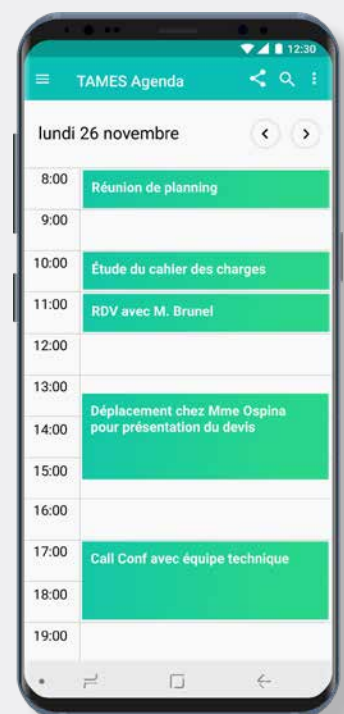 12:30
TAMES Agenda
lundi 26 novembre
8:00
Réunion de planning
9:00
10:00
Étude du cahier des charges
11:00
RDV avec M. Brunel
12:00
13:00
Déplacement chez Mme Ospina
14:00
pour présentation du devis
15:00
16:00
17:00
Call Conf avec équipe technique
18:00
19:00